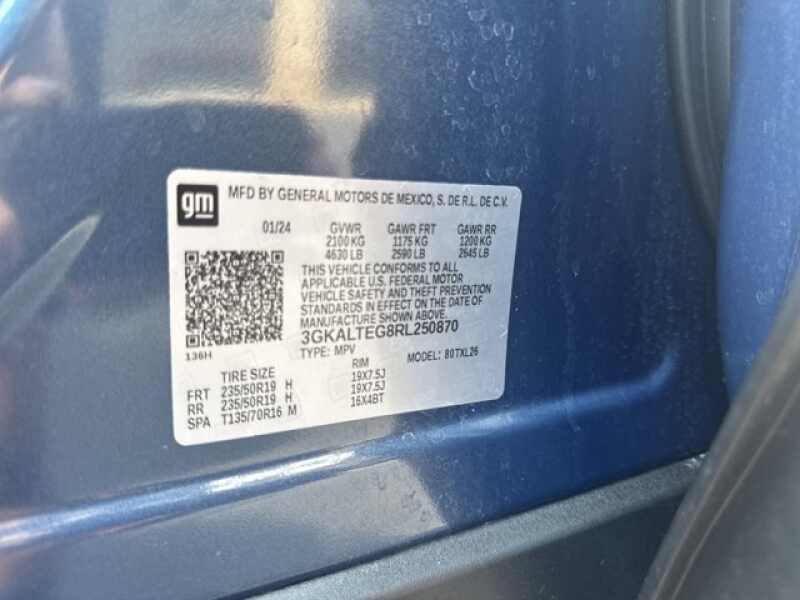 gm MFD BY GENERAL MOTORS DE MEXICO, S. DE R.L. DE C.V.
01/24 GVWR GAWR FRT GAWR RR
2100 KG 1175 KG 1200 KG
4630 LB 2590 LB 2645 LB
THIS VEHICLE CONFORMS TO ALL
APPLICABLE U.S. FEDERAL MOTOR
VEHICLE SAFETY AND THEFT PREVENTION
STANDARDS IN EFFECT ON THE DATE OF
MANUFACTURE SHOWN ABOVE.
3GKALTEG8RL250870
136H TYPE: MPV MODEL: 80TXL26
TIRE SIZE RIM
FRT 235/50R19 H 19X7.5J
RR 235/50R19 H 19X7.5J
SPA T135/70R16 M 16X4BT